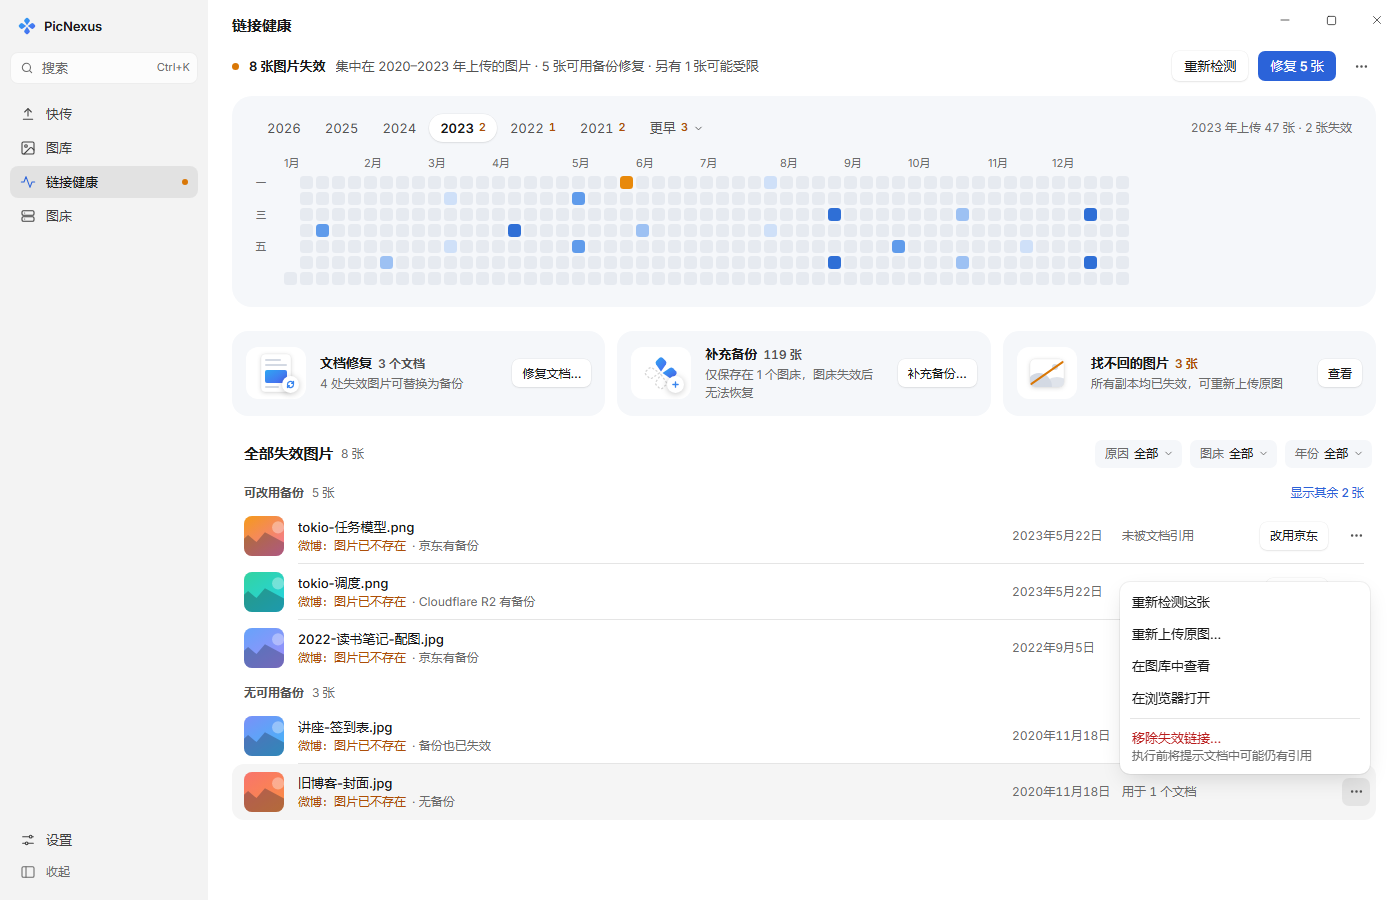 PicNexus
搜索 Ctrl+K
快传
图库
链接健康
图床
设置
收起
链接健康
8 张图片失效 集中在 2020–2023 年上传的图片 · 5 张可用备份修复 · 另有 1 张可能受限
重新检测 修复 5 张
2026 2025 2024 2023 2 2022 1 2021 2 更早 3
2023 年上传 47 张 · 2 张失效
1月 2月 3月 4月 5月 6月 7月 8月 9月 10月 11月 12月
一
三
五
文档修复 3 个文档
4 处失效图片可替换为备份
修复文档...
补充备份 119 张
仅保存在 1 个图床，图床失效后
无法恢复
补充备份...
找不回的图片 3 张
所有副本均已失效，可重新上传原图
查看
全部失效图片 8 张
原因 全部 图床 全部 年份 全部
可改用备份 5 张
显示其余 2 张
tokio-任务模型.png
微博：图片已不存在 · 京东有备份
2023年5月22日 未被文档引用 改用京东
tokio-调度.png
微博：图片已不存在 · Cloudflare R2 有备份
2023年5月22日
2022-读书笔记-配图.jpg
微博：图片已不存在 · 京东有备份
2022年9月5日
无可用备份 3 张
讲座-签到表.jpg
微博：图片已不存在 · 备份也已失效
2020年11月18日
旧博客-封面.jpg
微博：图片已不存在 · 无备份
2020年11月18日 用于 1 个文档
重新检测这张
重新上传原图...
在图库中查看
在浏览器打开
移除失效链接...
执行前将提示文档中可能仍有引用